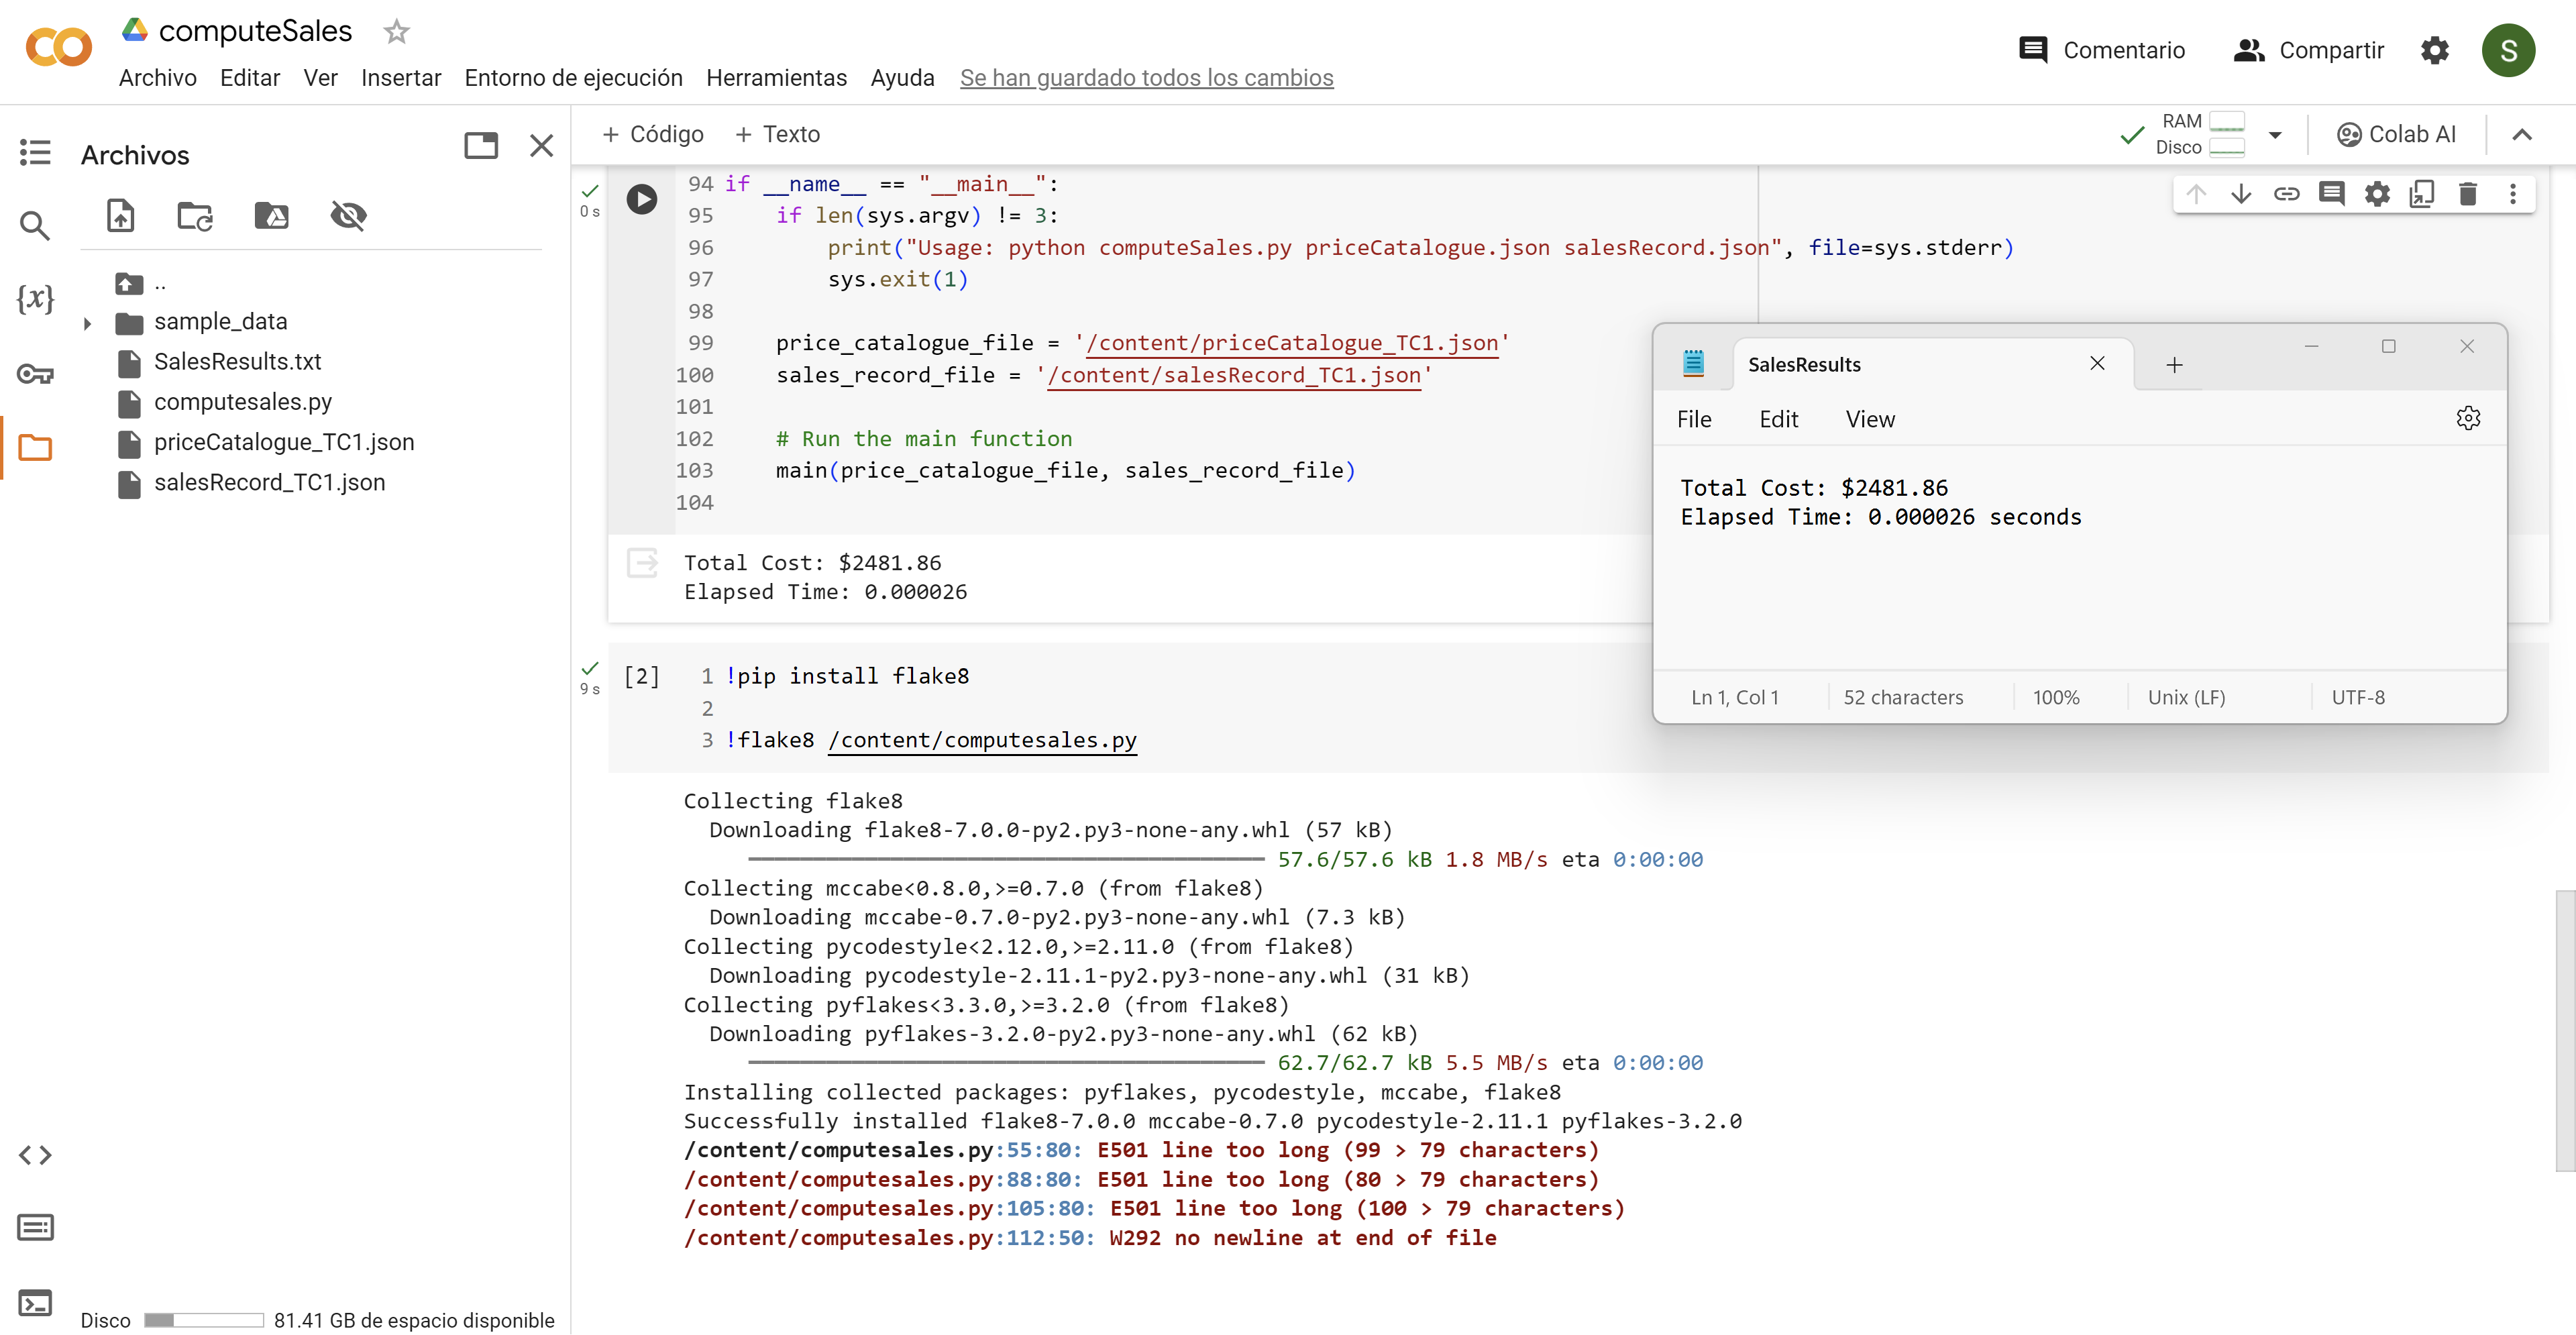 computeSales
Archivo Editar Ver Insertar Entorno de ejecución Herramientas Ayuda Se han guardado todos los cambios
Comentario
Compartir
S
Archivos
..
sample_data
SalesResults.txt
computesales.py
priceCatalogue_TC1.json
salesRecord_TC1.json
Disco 81.41 GB de espacio disponible
+ Código + Texto
RAM
Disco
Colab AI
0 s
94 if __name__ == "__main__":
95 if len(sys.argv) != 3:
96 print("Usage: python computeSales.py priceCatalogue.json salesRecord.json", file=sys.stderr)
97 sys.exit(1)
98
99 price_catalogue_file = '/content/priceCatalogue_TC1.json'
100 sales_record_file = '/content/salesRecord_TC1.json'
101
102 # Run the main function
103 main(price_catalogue_file, sales_record_file)
104
Total Cost: $2481.86
Elapsed Time: 0.000026
SalesResults
File Edit View
Total Cost: $2481.86
Elapsed Time: 0.000026 seconds
Ln 1, Col 1 52 characters 100% Unix (LF) UTF-8
9 s
[2] 1 !pip install flake8
2
3 !flake8 /content/computesales.py
Collecting flake8
Downloading flake8-7.0.0-py2.py3-none-any.whl (57 kB)
57.6/57.6 kB 1.8 MB/s eta 0:00:00
Collecting mccabe<0.8.0,>=0.7.0 (from flake8)
Downloading mccabe-0.7.0-py2.py3-none-any.whl (7.3 kB)
Collecting pycodestyle<2.12.0,>=2.11.0 (from flake8)
Downloading pycodestyle-2.11.1-py2.py3-none-any.whl (31 kB)
Collecting pyflakes<3.3.0,>=3.2.0 (from flake8)
Downloading pyflakes-3.2.0-py2.py3-none-any.whl (62 kB)
62.7/62.7 kB 5.5 MB/s eta 0:00:00
Installing collected packages: pyflakes, pycodestyle, mccabe, flake8
Successfully installed flake8-7.0.0 mccabe-0.7.0 pycodestyle-2.11.1 pyflakes-3.2.0
/content/computesales.py:55:80: E501 line too long (99 > 79 characters)
/content/computesales.py:88:80: E501 line too long (80 > 79 characters)
/content/computesales.py:105:80: E501 line too long (100 > 79 characters)
/content/computesales.py:112:50: W292 no newline at end of file